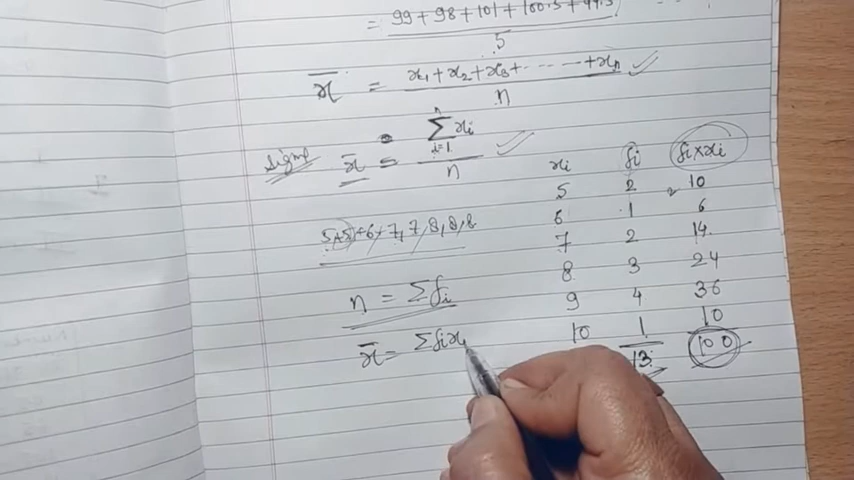 = 99 + 98 + 101 + 100.5 +
5
x̄ = x₁ + x₂ + x₃ + ------ + xₙ
n
x̄ = n Σ i=1 xᵢ
n
xᵢ fᵢ fᵢ×xᵢ
5 2 10
6 1 6
7 2 14
8 3 24
9 4 36
10 1 10
13 100
5+5+6+7,7,8,8,8
n = Σfᵢ
x̄ = Σfᵢxᵢ